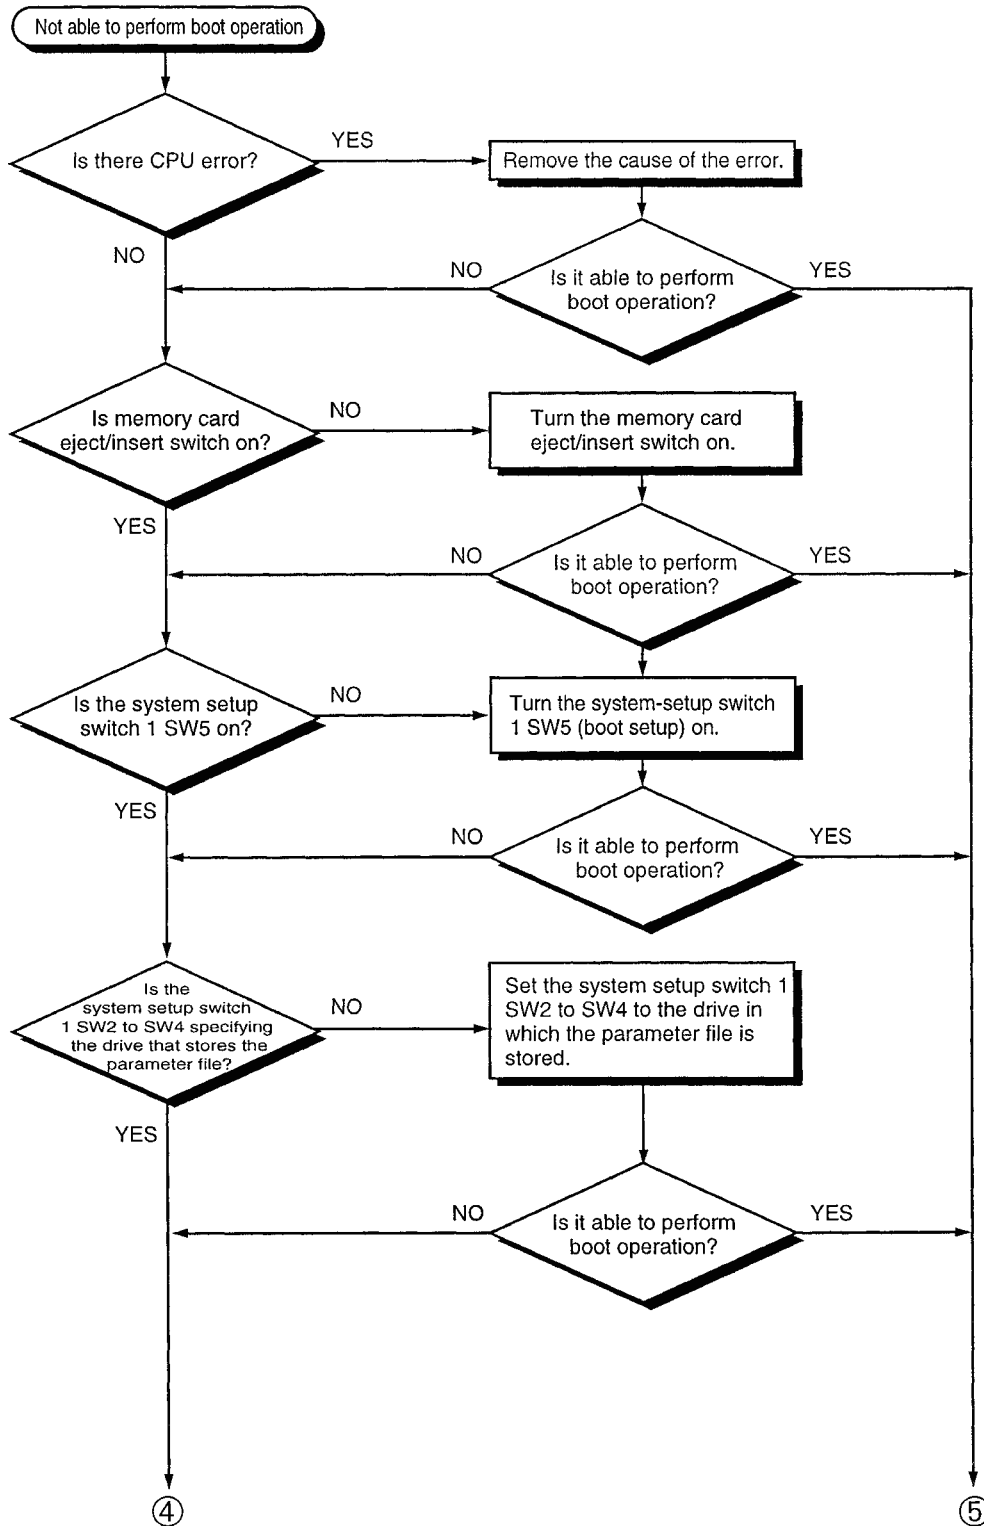 Not able to perform boot operation
Is there CPU error?
YES
Remove the cause of the error.
NO
Is it able to perform
boot operation?
NO
YES
Is memory card
eject/insert switch on?
NO
Turn the memory card
eject/insert switch on.
YES
Is it able to perform
boot operation?
NO
YES
Is the system setup
switch 1 SW5 on?
NO
Turn the system-setup switch
1 SW5 (boot setup) on.
YES
Is it able to perform
boot operation?
NO
YES
Is the
system setup switch
1 SW2 to SW4 specifying
the drive that stores the
parameter file?
NO
Set the system setup switch 1
SW2 to SW4 to the drive in
which the parameter file is
stored.
YES
Is it able to perform
boot operation?
NO
YES
④
⑤